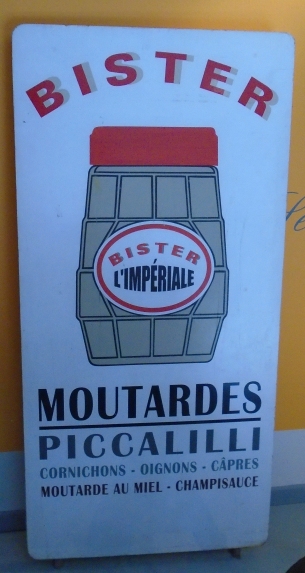 BISTER
BISTER
L'IMPÉRIALE
MOUTARDES
PICCALILLI
CORNICHONS - OIGNONS - CÂPRES
MOUTARDE AU MIEL - CHAMPISAUCE